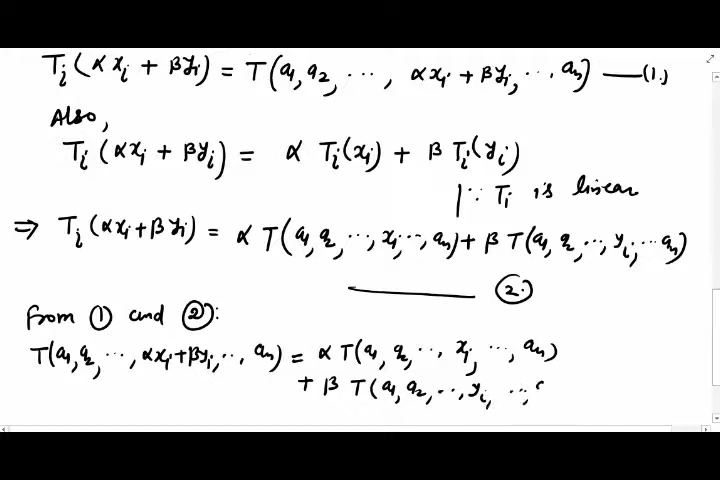 Tᵢ(αxᵢ + βyᵢ) = T(a₁, a₂, ..., αxᵢ + βyᵢ, ..., aₙ) —(1.)
Also,
Tᵢ(αxᵢ + βyᵢ) = α Tᵢ(xᵢ) + β Tᵢ(yᵢ)
|∵ Tᵢ is linear
⇒ Tᵢ(αxᵢ+βyᵢ) = α T(a₁, a₂, ..., xᵢ, ..., aₙ) + β T(a₁, a₂, ..., yᵢ, ... aₙ)
— ②.
From ① and ②:
T(a₁, a₂, ..., αxᵢ+βyᵢ, ..., aₙ) = α T(a₁, a₂, ..., xᵢ, ..., aₙ)
+ β T(a₁, a₂, ..., yᵢ, ...,